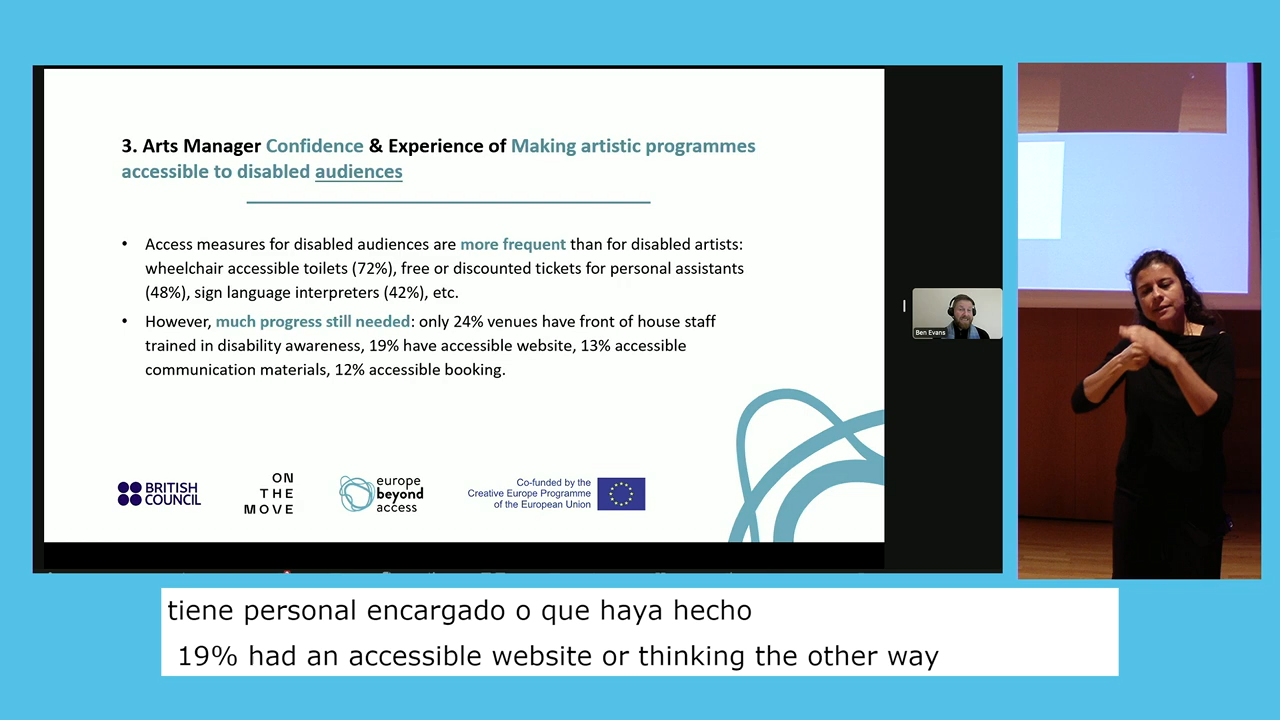 3. Arts Manager Confidence & Experience of Making artistic programmes
accessible to disabled audiences
• Access measures for disabled audiences are more frequent than for disabled artists:
wheelchair accessible toilets (72%), free or discounted tickets for personal assistants
(48%), sign language interpreters (42%), etc.
• However, much progress still needed: only 24% venues have front of house staff
trained in disability awareness, 19% have accessible website, 13% accessible
communication materials, 12% accessible booking.
BRITISH
COUNCIL
ON
THE
MOVE
europe
beyond
access
Co-funded by the
Creative Europe Programme
of the European Union
Ben Evans
tiene personal encargado o que haya hecho
19% had an accessible website or thinking the other way